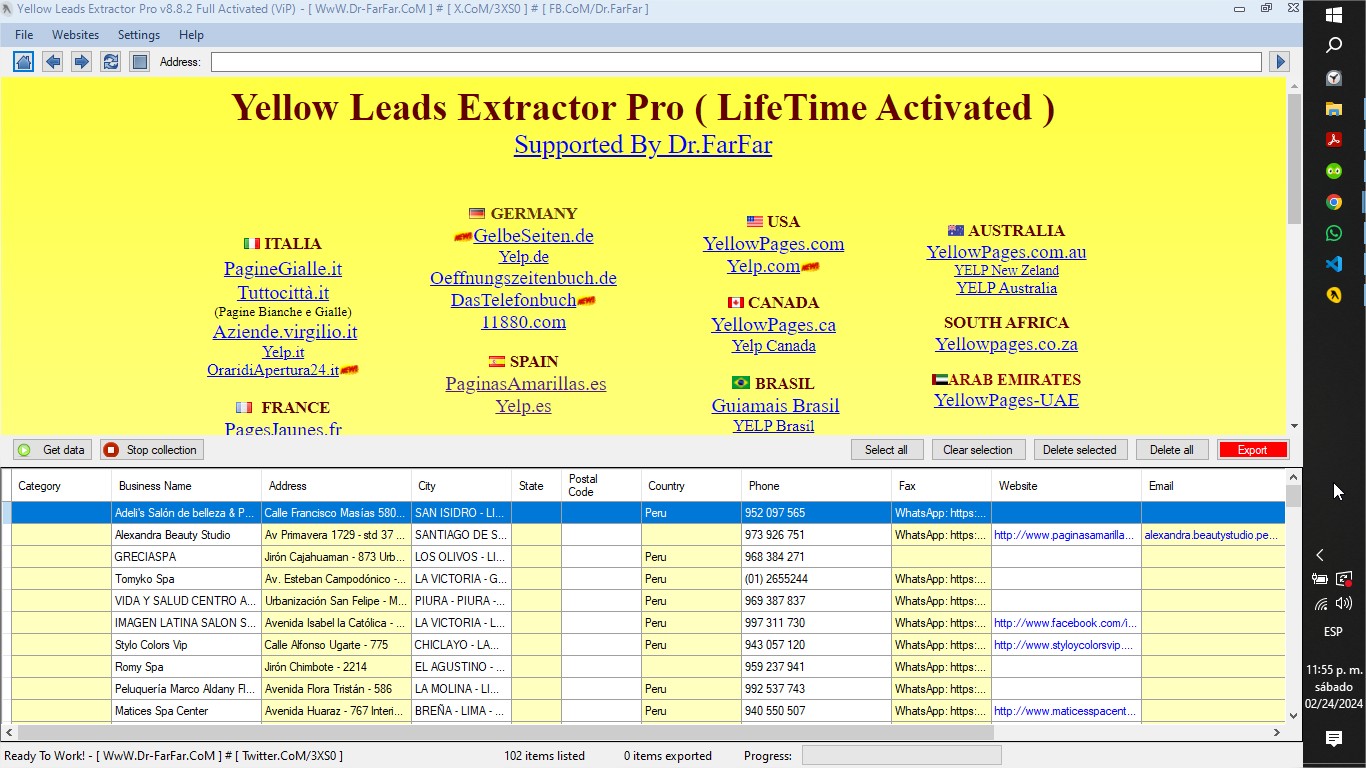 Yellow Leads Extractor Pro v8.8.2 Full Activated (ViP) - [ WwW.Dr-FarFar.CoM ] # [ X.CoM/3XS0 ] # [ FB.CoM/Dr.FarFar ]
File Websites Settings Help
Address:
Yellow Leads Extractor Pro ( LifeTime Activated )
Supported By Dr.FarFar
ITALIA
PagineGialle.it
Tuttocittà.it
(Pagine Bianche e Gialle)
Aziende.virgilio.it
Yelp.it
OraridiApertura24.it
FRANCE
PagesJaunes.fr
GERMANY
GelbeSeiten.de
Yelp.de
Oeffnungszeitenbuch.de
DasTelefonbuch
11880.com
SPAIN
PaginasAmarillas.es
Yelp.es
USA
YellowPages.com
Yelp.com
CANADA
YellowPages.ca
Yelp Canada
BRASIL
Guiamais Brasil
YELP Brasil
AUSTRALIA
YellowPages.com.au
YELP New Zeland
YELP Australia
SOUTH AFRICA
Yellowpages.co.za
ARAB EMIRATES
YellowPages-UAE
Get data Stop collection Select all Clear selection Delete selected Delete all Export
Category Business Name Address City State Postal Code Country Phone Fax Website Email
Adeli's Salón de belleza & P... Calle Francisco Masías 580... SAN ISIDRO - LI... Peru 952 097 565 WhatsApp: https:...
Alexandra Beauty Studio Av Primavera 1729 - std 37 ... SANTIAGO DE S... 973 926 751 WhatsApp: https:... http://www.paginasamarilla... alexandra.beautystudio.pe...
GRECIASPA Jirón Cajahuaman - 873 Urb... LOS OLIVOS - LI... Peru 968 384 271
Tomyko Spa Av. Esteban Campodónico -... LA VICTORIA - G... Peru (01) 2655244 WhatsApp: https:...
VIDA Y SALUD CENTRO A... Urbanización San Felipe - M... PIURA - PIURA -... Peru 969 387 837 WhatsApp: https:...
IMAGEN LATINA SALON S... Avenida Isabel la Católica - ... LA VICTORIA - L... Peru 997 311 730 WhatsApp: https:... http://www.facebook.com/i...
Stylo Colors Vip Calle Alfonso Ugarte - 775 CHICLAYO - LA... Peru 943 057 120 WhatsApp: https:... http://www.styloycolorsvip....
Romy Spa Jirón Chimbote - 2214 EL AGUSTINO - ... 959 237 941 WhatsApp: https:...
Peluquería Marco Aldany Fl... Avenida Flora Tristán - 586 LA MOLINA - LI... Peru 992 537 743 WhatsApp: https:...
Matices Spa Center Avenida Huaraz - 767 Interi... BREÑA - LIMA - ... Peru 940 550 507 WhatsApp: https:... http://www.maticesspacent...
Ready To Work! - [ WwW.Dr-FarFar.CoM ] # [ Twitter.CoM/3XS0 ] 102 items listed 0 items exported Progress:
ESP
11:55 p. m.
sábado
02/24/2024